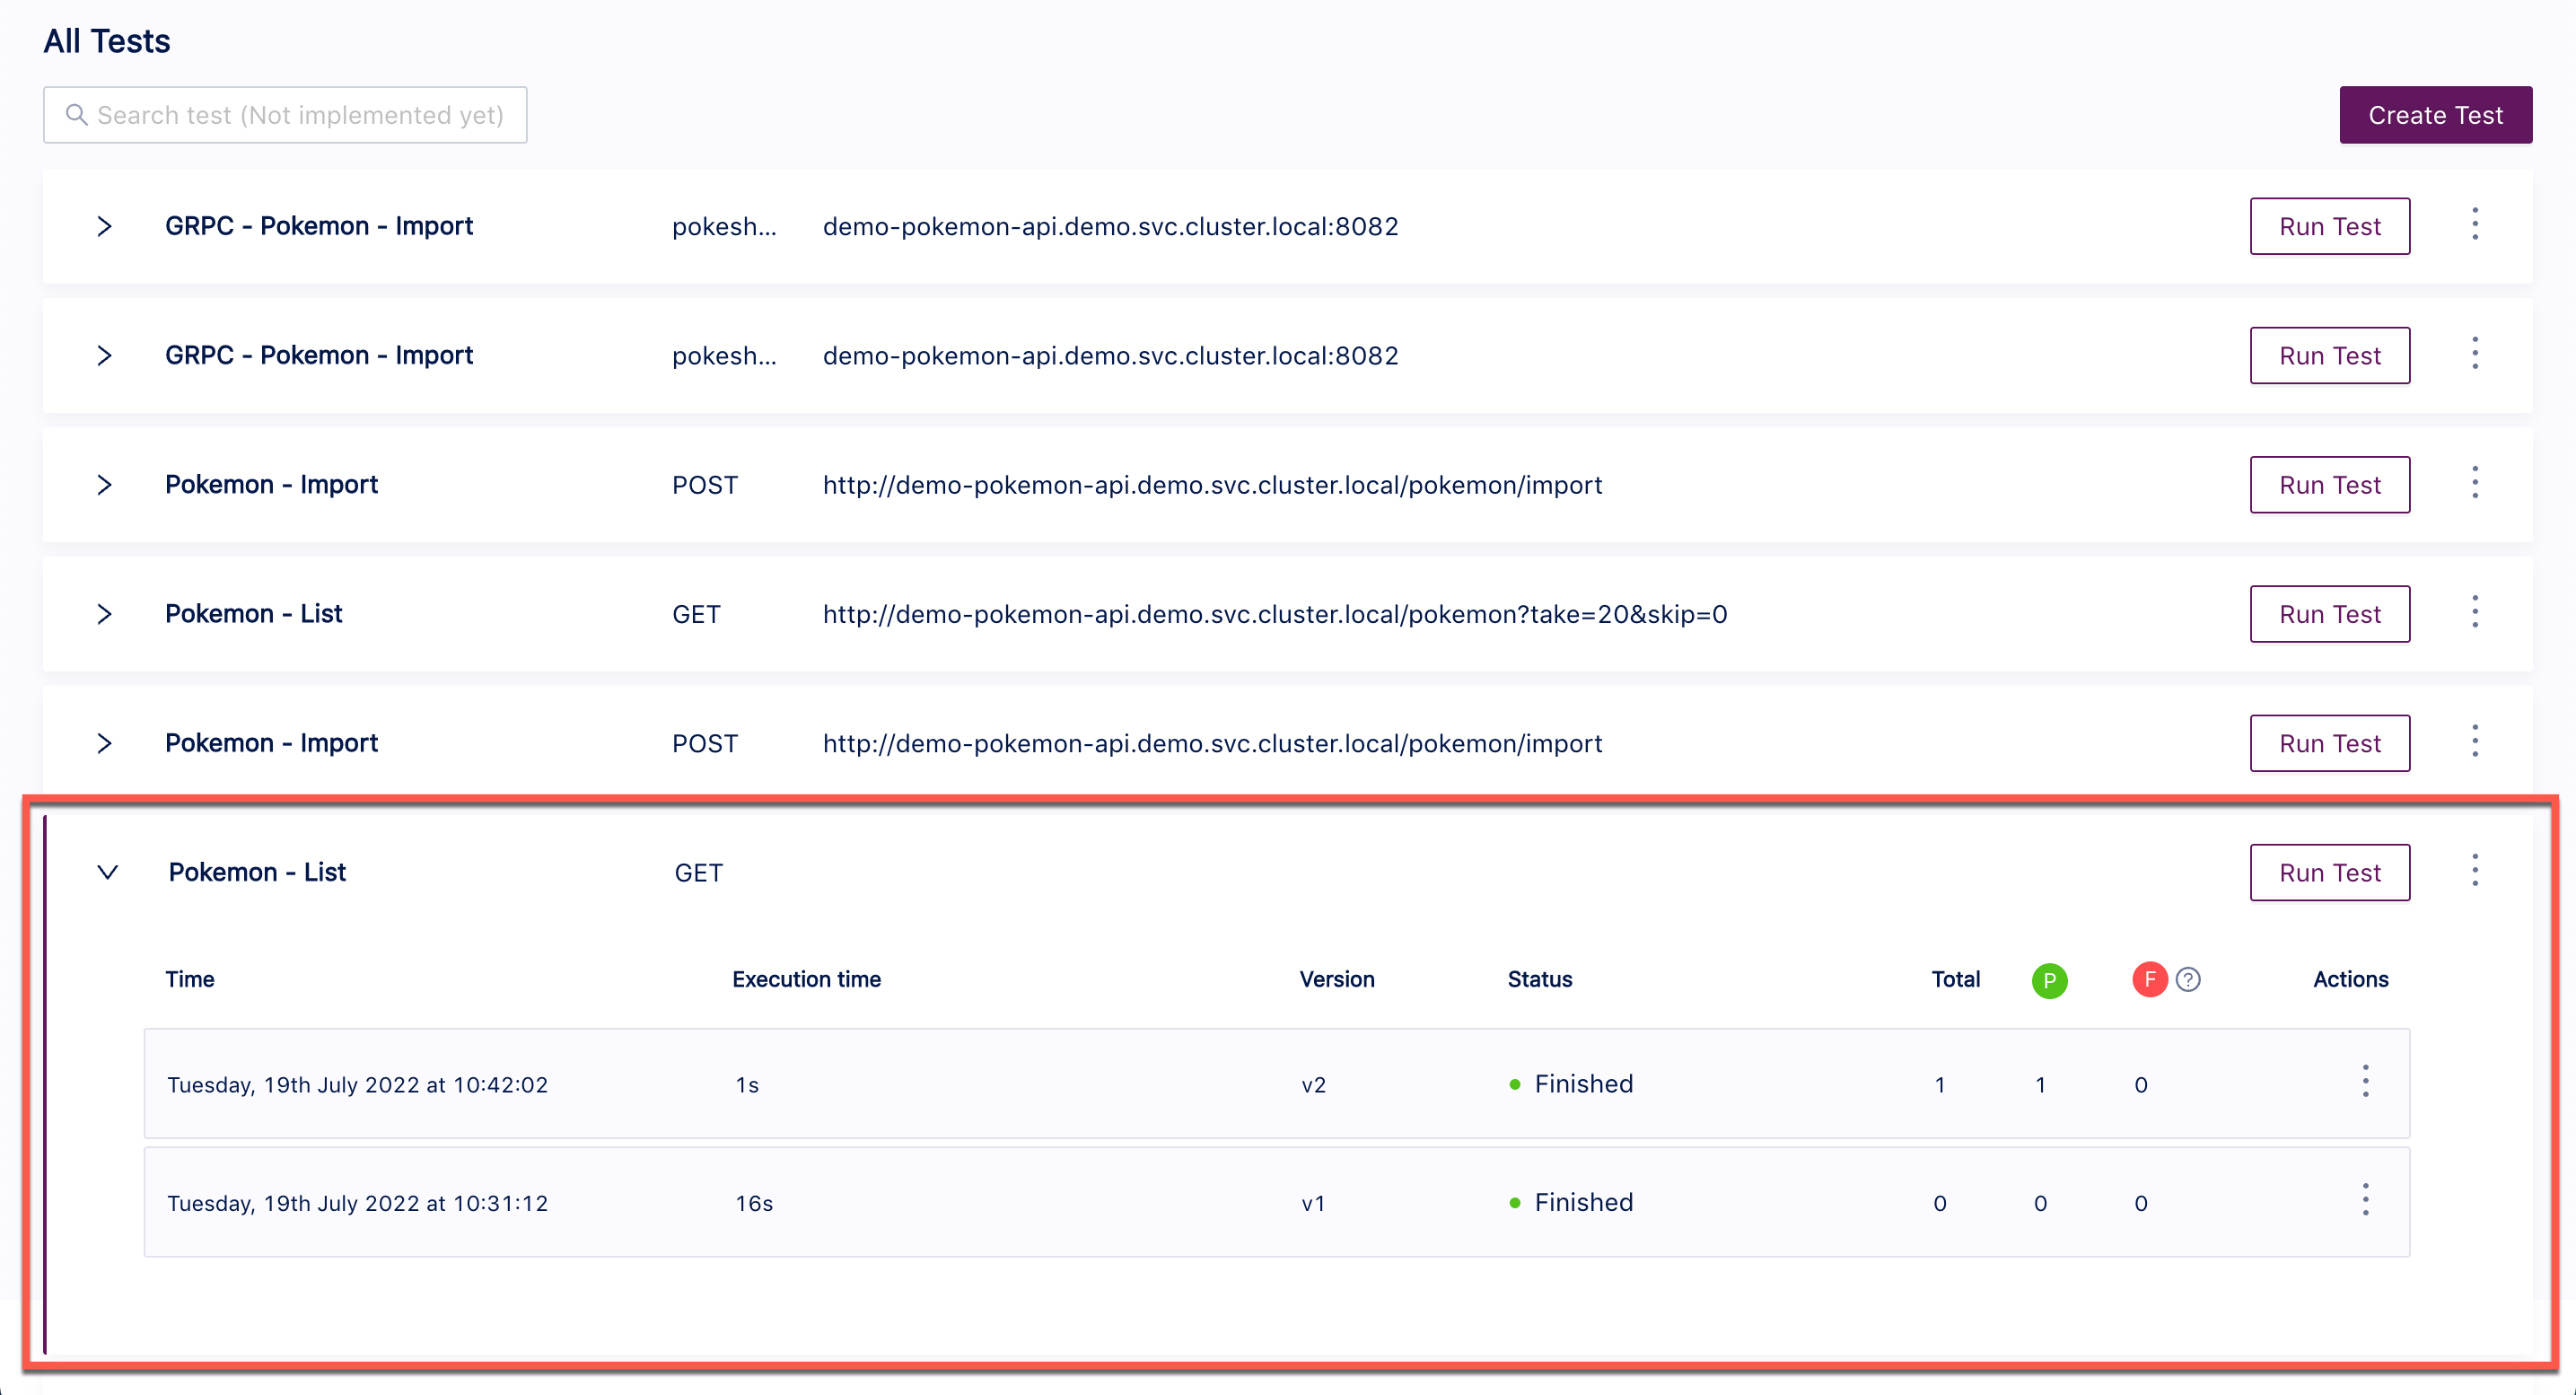 All Tests
Search test (Not implemented yet)
Create Test
GRPC - Pokemon - Import pokesh... demo-pokemon-api.demo.svc.cluster.local:8082 Run Test
GRPC - Pokemon - Import pokesh... demo-pokemon-api.demo.svc.cluster.local:8082 Run Test
Pokemon - Import POST http://demo-pokemon-api.demo.svc.cluster.local/pokemon/import Run Test
Pokemon - List GET http://demo-pokemon-api.demo.svc.cluster.local/pokemon?take=20&skip=0 Run Test
Pokemon - Import POST http://demo-pokemon-api.demo.svc.cluster.local/pokemon/import Run Test
Pokemon - List GET Run Test
Time Execution time Version Status Total P F ? Actions
Tuesday, 19th July 2022 at 10:42:02 1s v2 Finished 1 1 0
Tuesday, 19th July 2022 at 10:31:12 16s v1 Finished 0 0 0